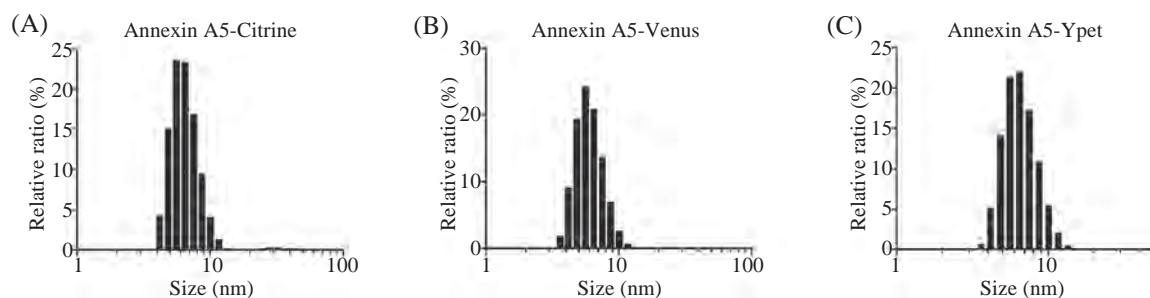 (A)
Annexin A5-Citrine
Relative ratio (%)
25
20
15
10
5
0
1
10
100
Size (nm)
(B)
Annexin A5-Venus
Relative ratio (%)
30
20
10
0
1
10
100
Size (nm)
(C)
Annexin A5-Ypet
Relative ratio (%)
25
20
15
10
5
0
1
10
Size (nm)